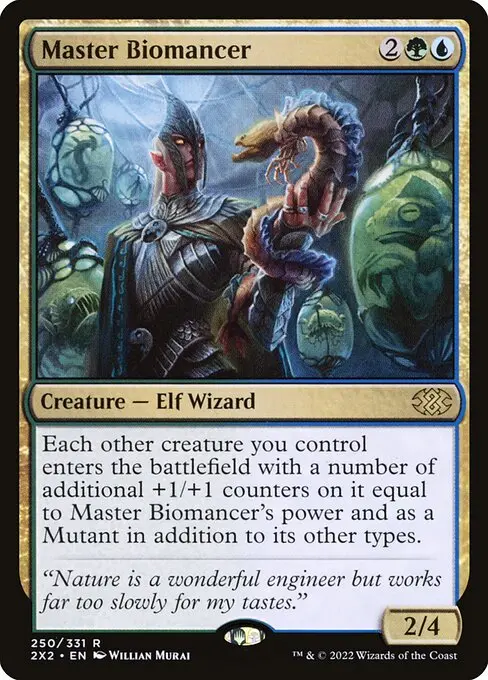 Master Biomancer 2
Creature — Elf Wizard
Each other creature you control
enters the battlefield with a number of
additional +1/+1 counters on it equal
to Master Biomancer's power and as a
Mutant in addition to its other types.
“Nature is a wonderful engineer but works
far too slowly for my tastes.”
2/4
250/331 R
2X2 • EN Willian Murai ™ & © 2022 Wizards of the Coast